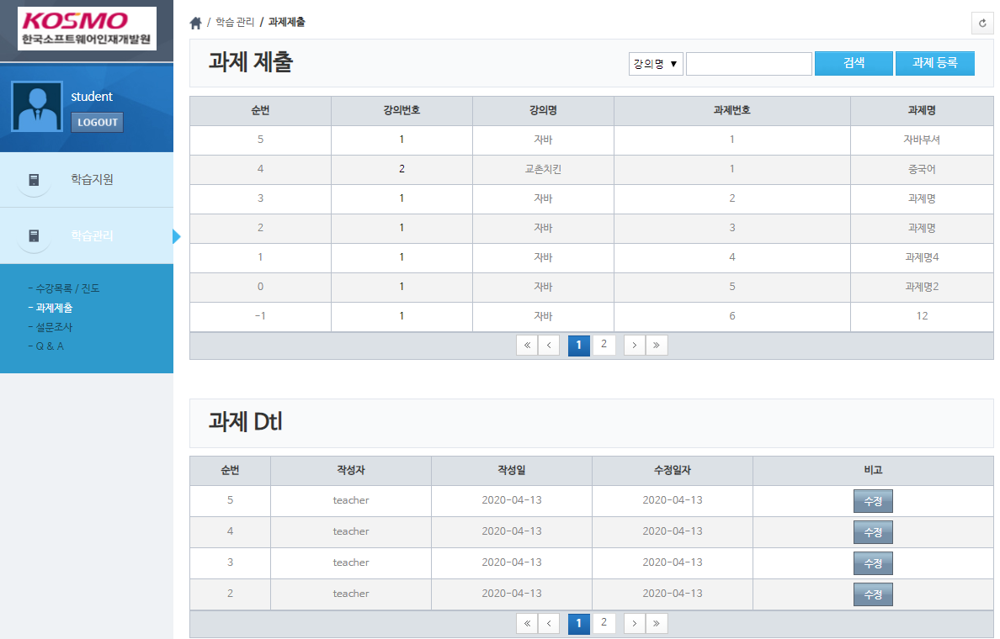 KOSMO
한국소프트웨어인재개발원
student
LOGOUT
학습지원
학습관리
- 수강목록 / 진도
- 과제제출
- 설문조사
- Q & A
/ 학습 관리 / 과제제출
과제 제출
강의명 ▼ 검색 과제 등록
순번 강의번호 강의명 과제번호 과제명
5 1 자바 1 자바부셔
4 2 교촌치킨 1 중국어
3 1 자바 2 과제명
2 1 자바 3 과제명
1 1 자바 4 과제명4
0 1 자바 5 과제명2
-1 1 자바 6 12
« ‹ 1 2 › »
과제 Dtl
순번 작성자 작성일 수정일자 비고
5 teacher 2020-04-13 2020-04-13 수정
4 teacher 2020-04-13 2020-04-13 수정
3 teacher 2020-04-13 2020-04-13 수정
2 teacher 2020-04-13 2020-04-13 수정
« ‹ 1 2 › »